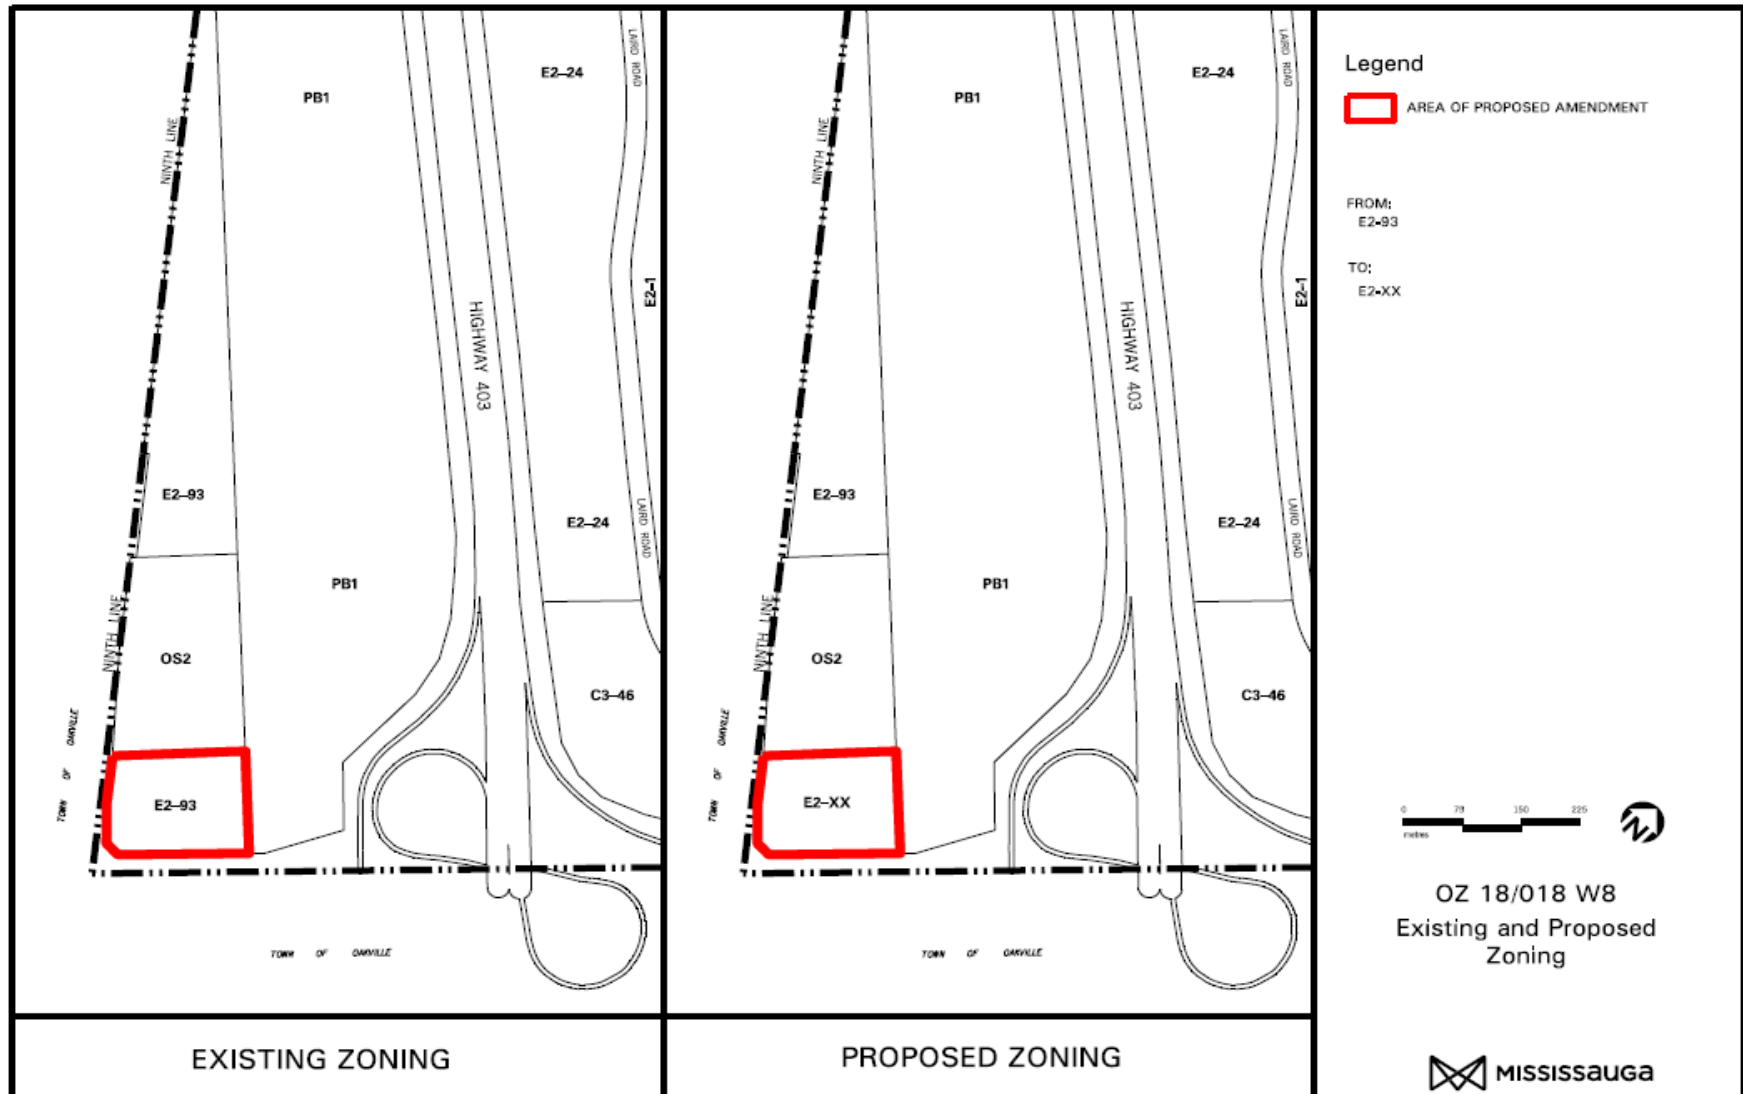 LAIRD ROAD
E2–24
PB1
NINTH LINE
E2–1
HIGHWAY 403
E2–93
E2–24
LAIRD ROAD
PB1
NINTH LINE
OS2
C3–46
TOWN OF OAKVILLE
E2–93
TOWN OF OAKVILLE
EXISTING ZONING
LAIRD ROAD
E2–24
PB1
NINTH LINE
E2–1
HIGHWAY 403
E2–93
E2–24
LAIRD ROAD
PB1
NINTH LINE
OS2
C3–46
TOWN OF OAKVILLE
E2–XX
TOWN OF OAKVILLE
PROPOSED ZONING
Legend
AREA OF PROPOSED AMENDMENT
FROM:
E2-93
TO:
E2-XX
0 75 150 225
metres
N
OZ 18/018 W8
Existing and Proposed
Zoning
MISSISSauGa